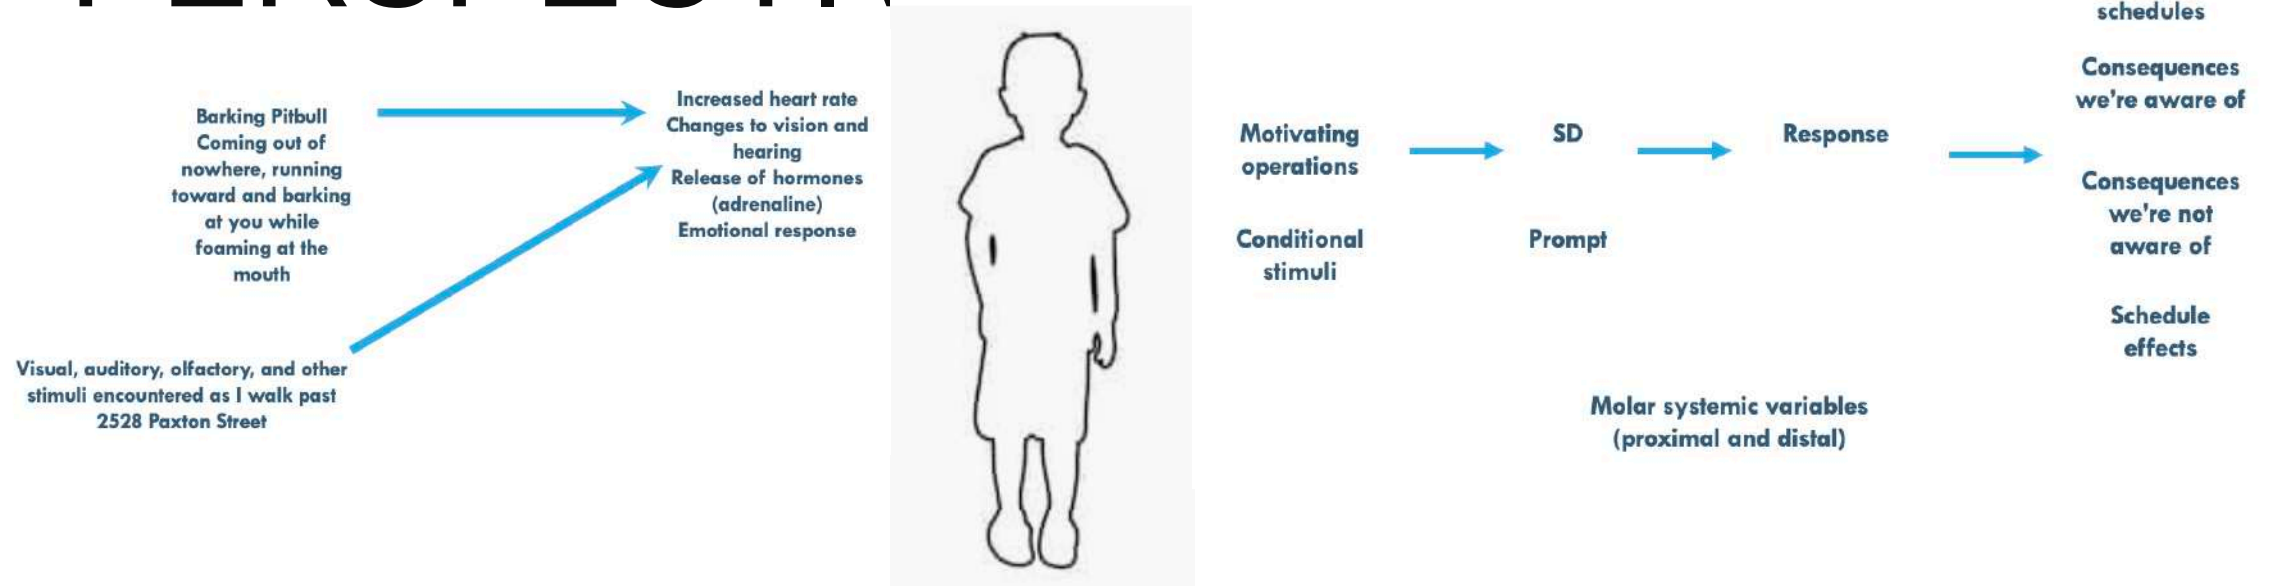 Barking Pitbull
Coming out of
nowhere, running
toward and barking
at you while
foaming at the
mouth
Visual, auditory, olfactory, and other
stimuli encountered as I walk past
2528 Paxton Street
Increased heart rate
Changes to vision and
hearing
Release of hormones
(adrenaline)
Emotional response
Motivating
operations
Conditional
stimuli
SD
Prompt
Response
schedules
Consequences
we're aware of
Consequences
we're not
aware of
Schedule
effects
Molar systemic variables
(proximal and distal)